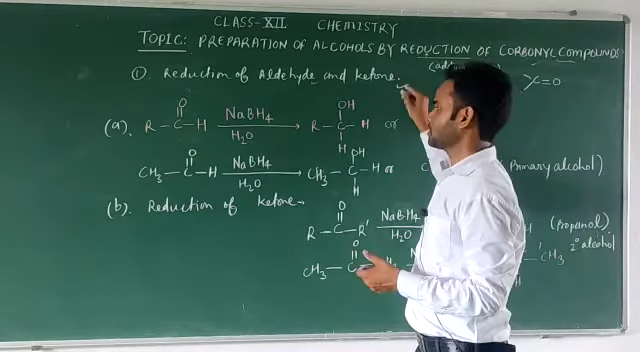 CLASS-XII CHEMISTRY
TOPIC: PREPARATION OF ALCOHOLS BY REDUCTION OF CORBONYL COMPOUNDS
① Reduction of Aldehyde and ketone.
>=O
(a). R—C—H NaBH4 H2O → R—C—H or
O OH H
CH3—C—H NaBH4 H2O → CH3—C—H or (Primary alcohol)
O OH H
(b). Reduction of ketone
R—C—R' NaBH4 H2O (Propanol)
O H 2° alcohol
CH3—C— CH3
O H